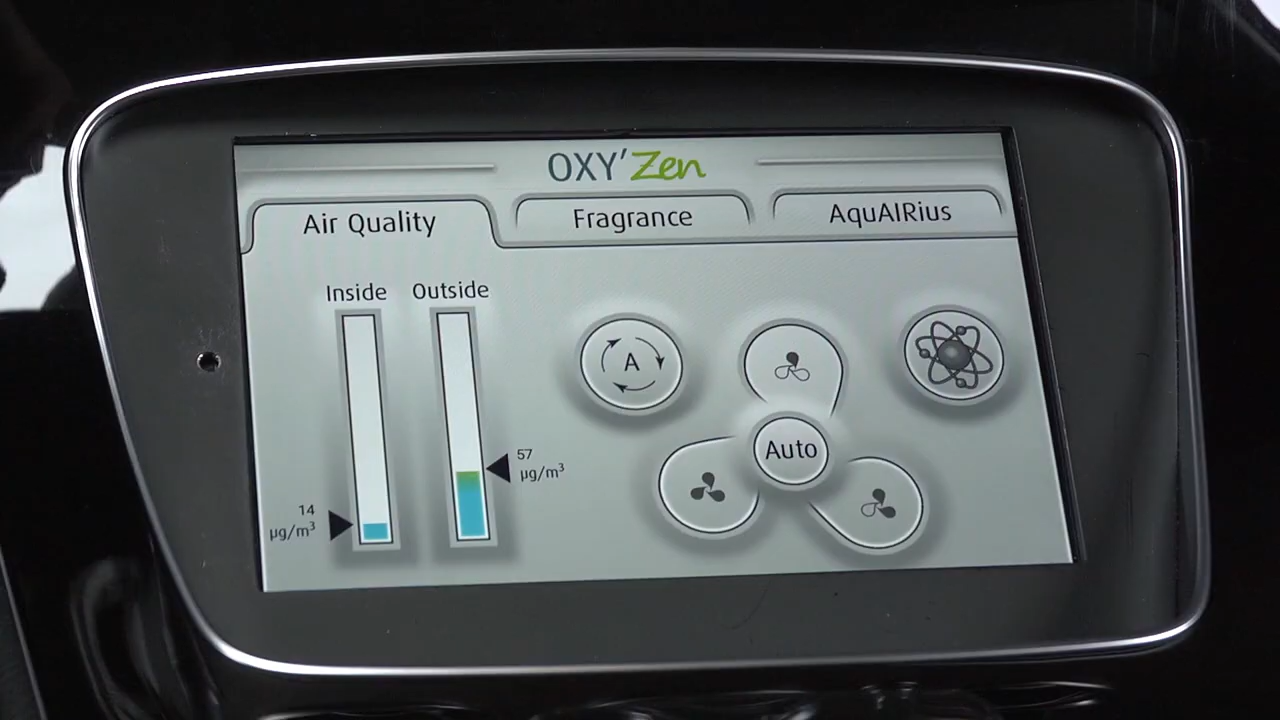 OXY'Zen
Air Quality
Fragrance
AquAIRius
Inside
Outside
14
µg/m³
57
µg/m³
A
Auto